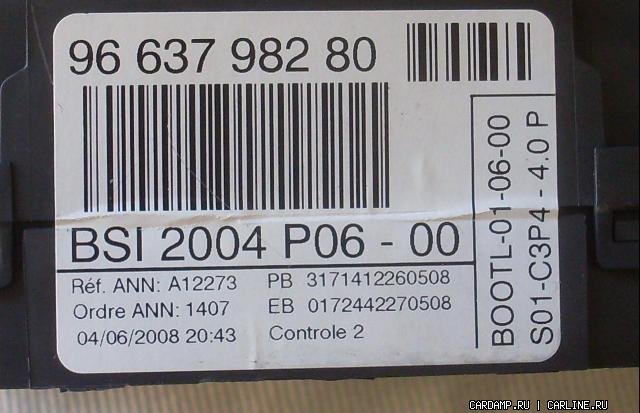 96 637 982 80
BSI 2004 P06 - 00
Réf. ANN: A12273 PB 3171412260508
Ordre ANN: 1407 EB 0172442270508
04/06/2008 20:43 Controle 2
BOOTL-01-06-00
S01-C3P4 - 4.0 P
CARDAMP.RU | CARLINE.RU